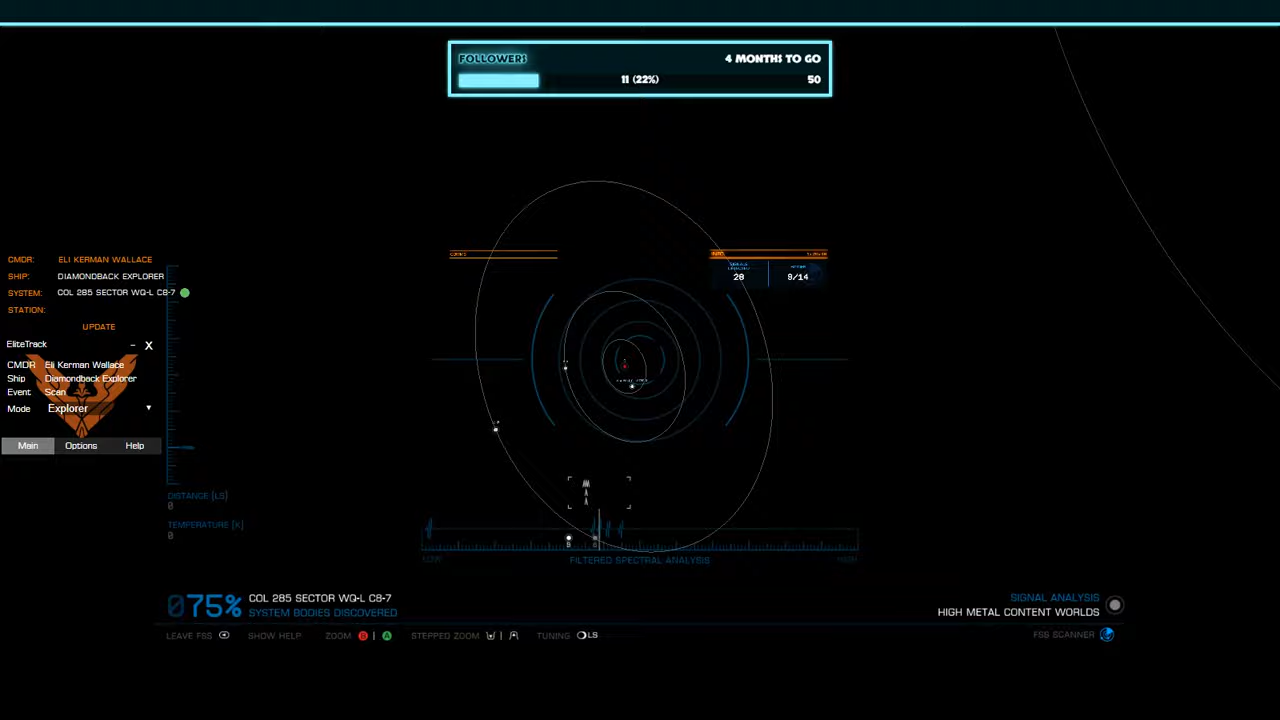 FOLLOWERS
4 MONTHS TO GO
11 (22%)
50
CMDR: ELI KERMAN WALLACE
SHIP: DIAMONDBACK EXPLORER
SYSTEM: COL 285 SECTOR WQ-L C8-7
STATION:
UPDATE
EliteTrack – X
CMDR Eli Kerman Wallace
Ship Diamondback Explorer
Event Scan
Mode Explorer
Main Options Help
28
9/14
DISTANCE (LS)
0
TEMPERATURE (K)
0
LOW FILTERED SPECTRAL ANALYSIS HIGH
075% COL 285 SECTOR WQ-L C8-7
SYSTEM BODIES DISCOVERED
SIGNAL ANALYSIS
HIGH METAL CONTENT WORLDS
LEAVE FSS SHOW HELP ZOOM B | A STEPPED ZOOM | TUNING LS
FSS SCANNER